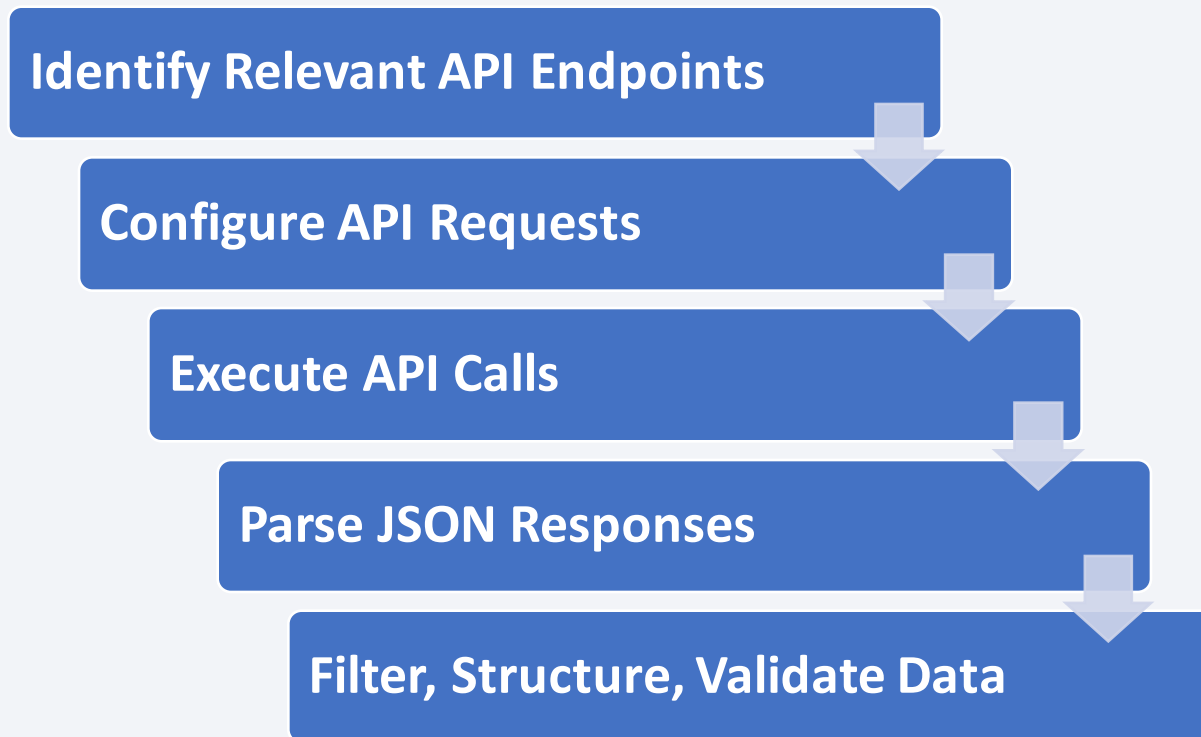 Identify Relevant API Endpoints
Configure API Requests
Execute API Calls
Parse JSON Responses
Filter, Structure, Validate Data